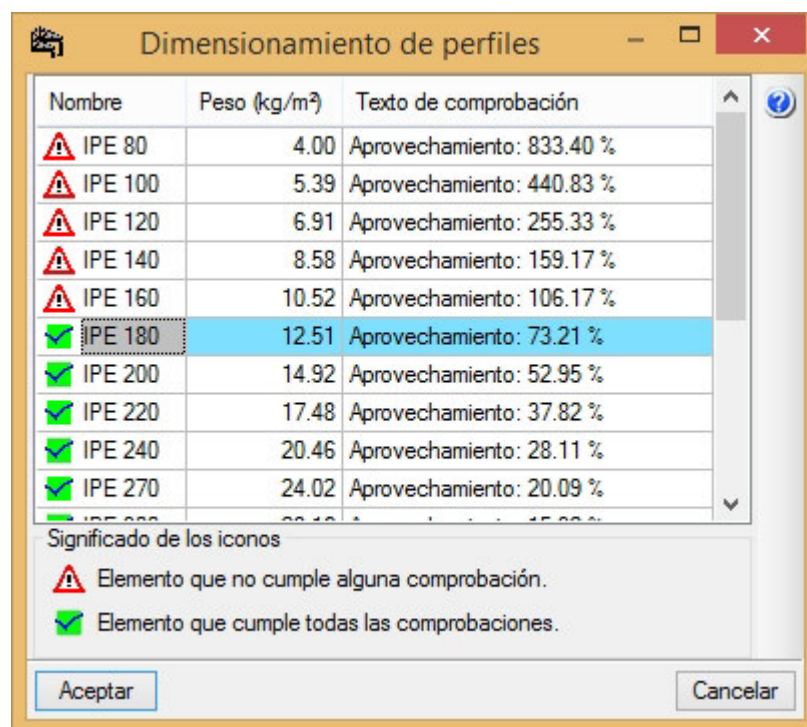 Dimensionamiento de perfiles
Nombre Peso (kg/m²) Texto de comprobación
IPE 80 4.00 Aprovechamiento: 833.40 %
IPE 100 5.39 Aprovechamiento: 440.83 %
IPE 120 6.91 Aprovechamiento: 255.33 %
IPE 140 8.58 Aprovechamiento: 159.17 %
IPE 160 10.52 Aprovechamiento: 106.17 %
IPE 180 12.51 Aprovechamiento: 73.21 %
IPE 200 14.92 Aprovechamiento: 52.95 %
IPE 220 17.48 Aprovechamiento: 37.82 %
IPE 240 20.46 Aprovechamiento: 28.11 %
IPE 270 24.02 Aprovechamiento: 20.09 %
Significado de los iconos
Elemento que no cumple alguna comprobación.
Elemento que cumple todas las comprobaciones.
Aceptar Cancelar